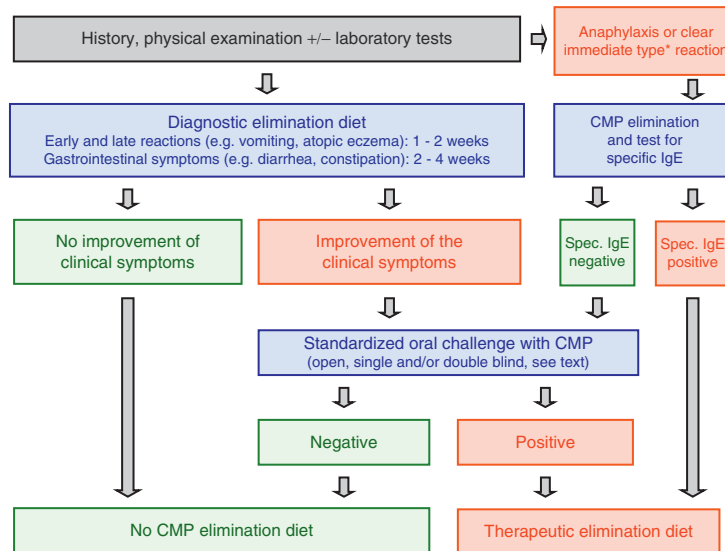 History, physical examination +/– laboratory tests
Anaphylaxis or clear
immediate type* reaction
Diagnostic elimination diet
Early and late reactions (e.g. vomiting, atopic eczema): 1 - 2 weeks
Gastrointestinal symptoms (e.g. diarrhea, constipation): 2 - 4 weeks
CMP elimination
and test for
specific IgE
No improvement of
clinical symptoms
Improvement of the
clinical symptoms
Spec. IgE
negative
Spec. IgE
positive
Standardized oral challenge with CMP
(open, single and/or double blind, see text)
Negative
Positive
No CMP elimination diet
Therapeutic elimination diet